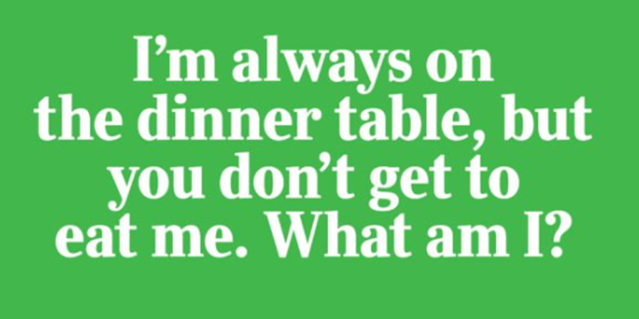 I’m always on
the dinner table, but
you don’t get to
eat me. What am I?